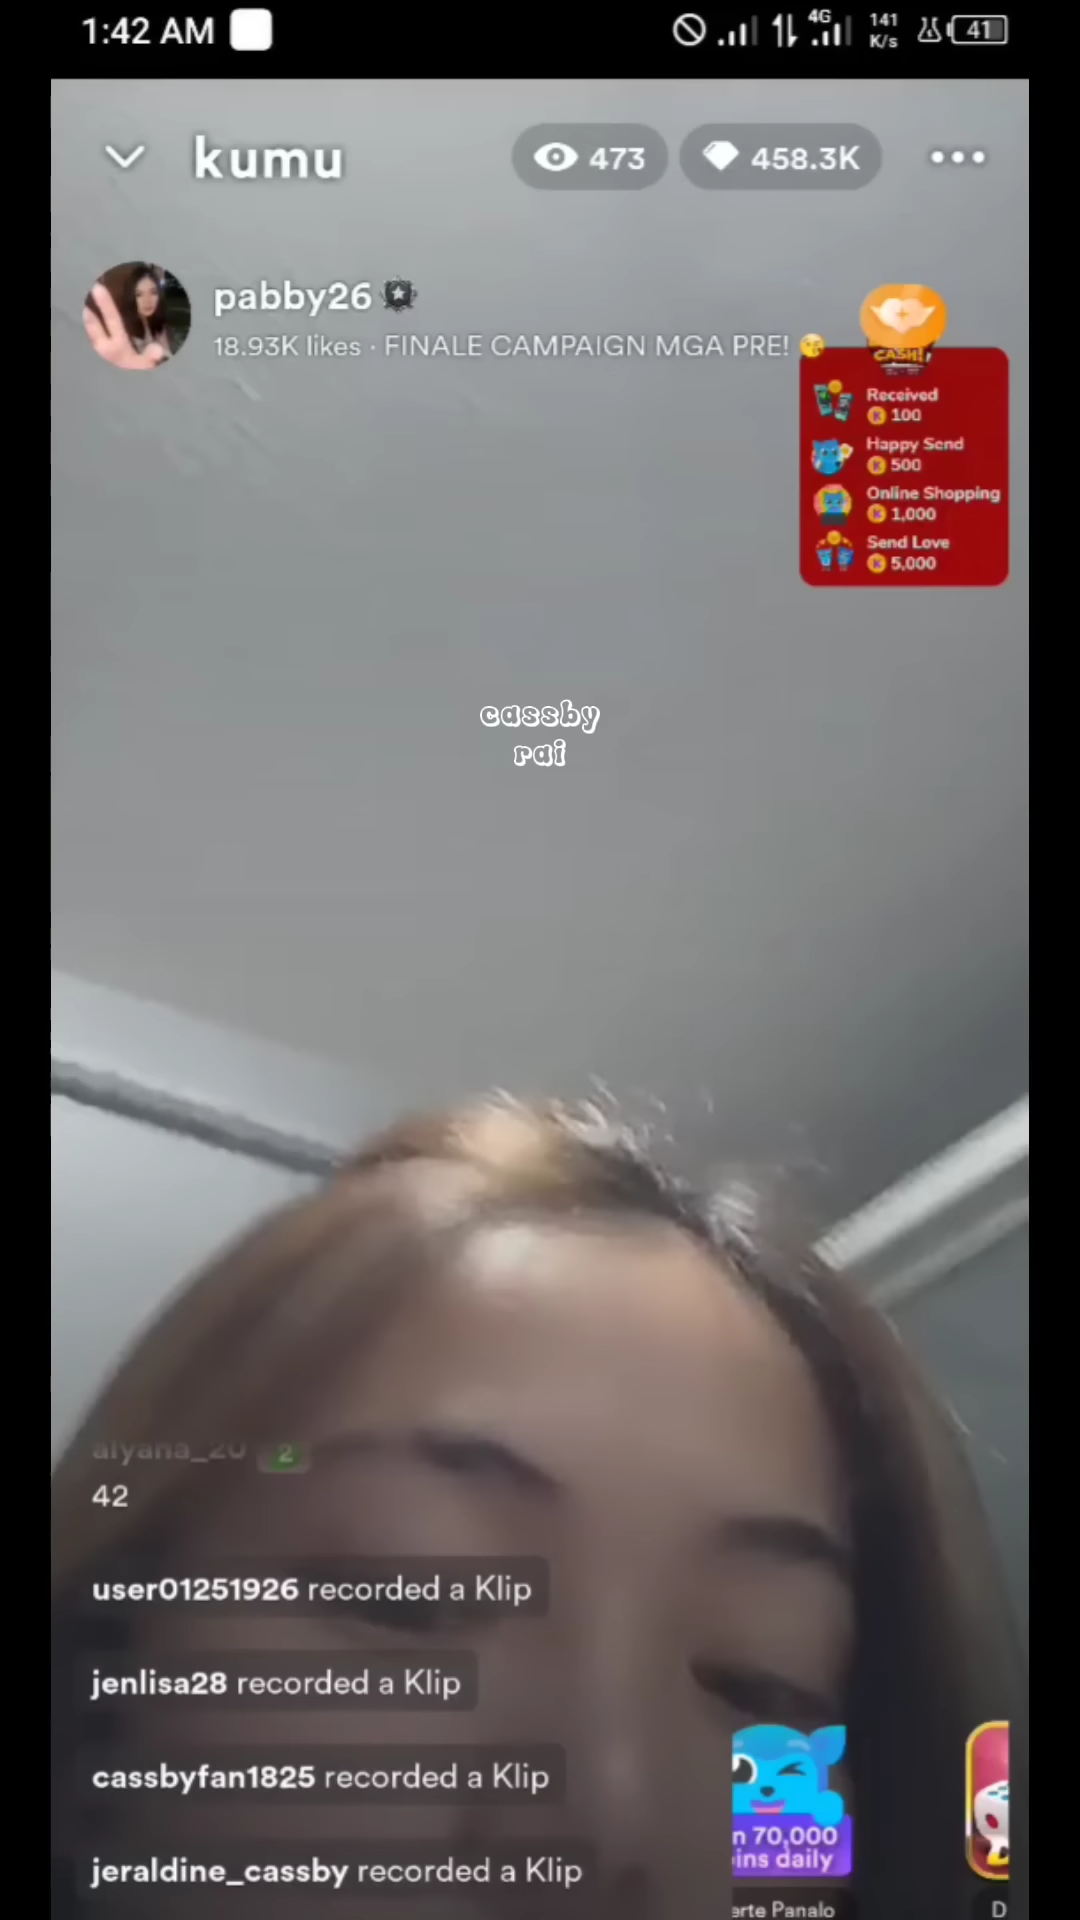 1:42 AM
4G
141
K/s
41
kumu
473
458.3K
pabby26
18.93K likes · FINALE CAMPAIGN MGA PRE! 😘
CASH!
Received
100
Happy Send
500
Online Shopping
1,000
Send Love
5,000
cassby
rai
alyana_20 2
42
user01251926 recorded a Klip
jenlisa28 recorded a Klip
cassbyfan1825 recorded a Klip
jeraldine_cassby recorded a Klip
n 70,000
ins daily
erte Panalo
D